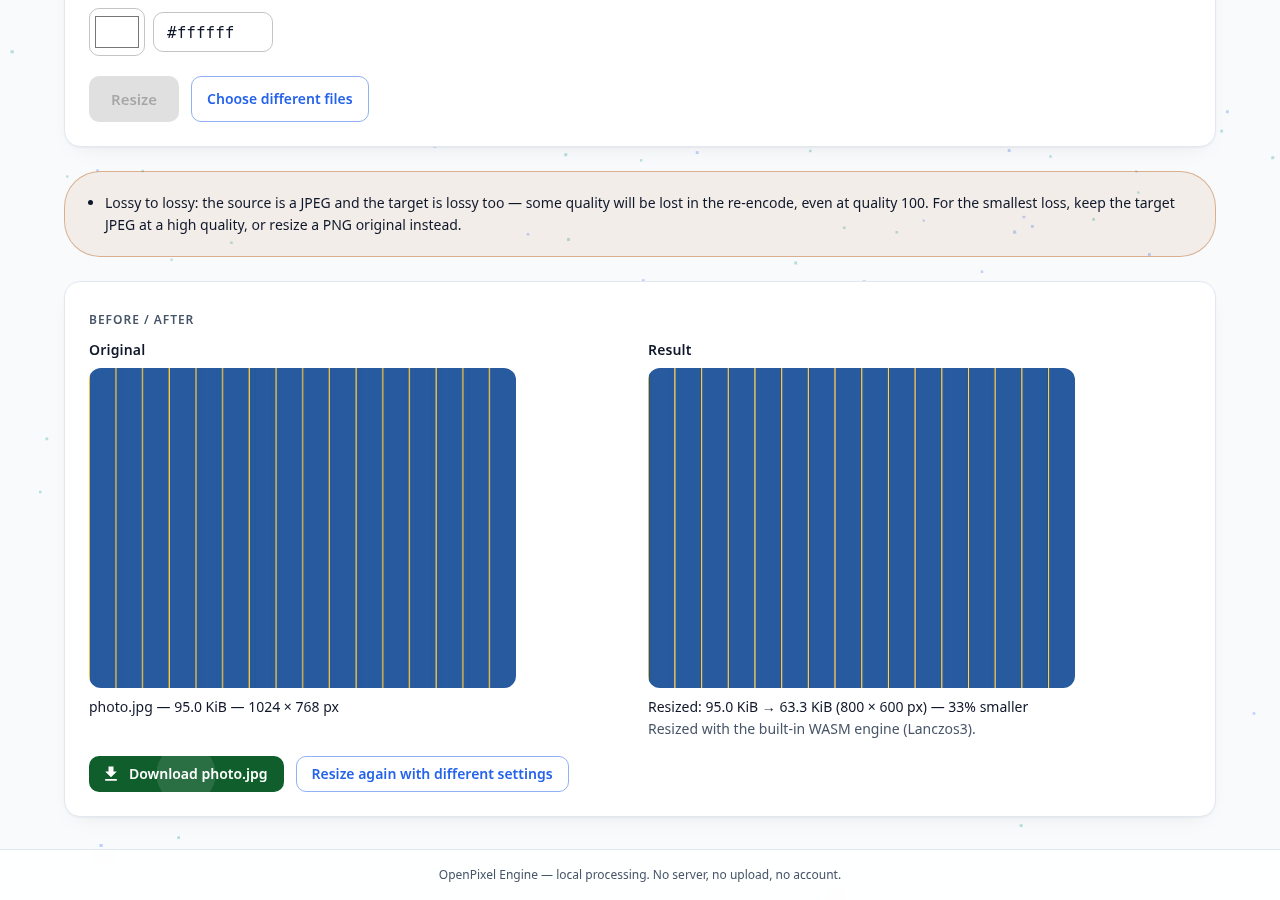 #ffffff
Resize
Choose different files
Lossy to lossy: the source is a JPEG and the target is lossy too — some quality will be lost in the re-encode, even at quality 100. For the smallest loss, keep the target
JPEG at a high quality, or resize a PNG original instead.
BEFORE / AFTER
Original
Result
photo.jpg — 95.0 KiB — 1024 × 768 px
Resized: 95.0 KiB → 63.3 KiB (800 × 600 px) — 33% smaller
Resized with the built-in WASM engine (Lanczos3).
Download photo.jpg
Resize again with different settings
OpenPixel Engine — local processing. No server, no upload, no account.